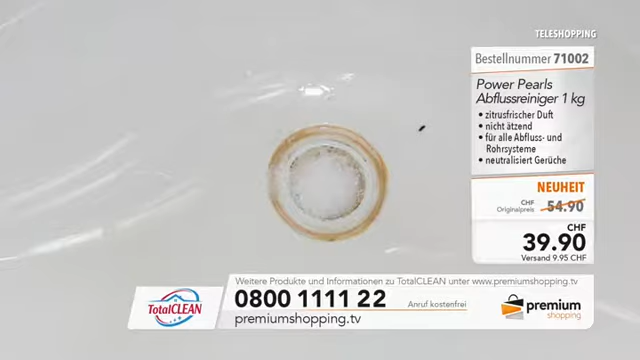 TELESHOPPING
Bestellnummer 71002
Power Pearls
Abflussreiniger 1 kg
• zitrusfrischer Duft
• nicht ätzend
• für alle Abfluss- und
Rohrsysteme
• neutralisiert Gerüche
NEUHEIT
CHF
Originalpreis 54.90
CHF
39.90
Versand 9.95 CHF
Weitere Produkte und Informationen zu TotalCLEAN unter www.premiumshopping.tv
TotalCLEAN
0800 1111 22 Anruf kostenfrei
premiumshopping.tv
premium
shopping